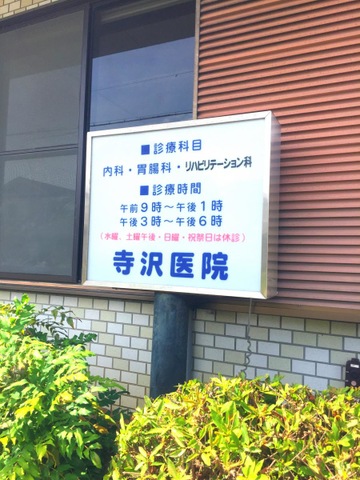 ■診療科目
内科・胃腸科・リハビリテーション科
■診療時間
午前9時～午後1時
午後3時～午後6時
(水曜、土曜午後・日曜・祝祭日は休診)
寺沢医院